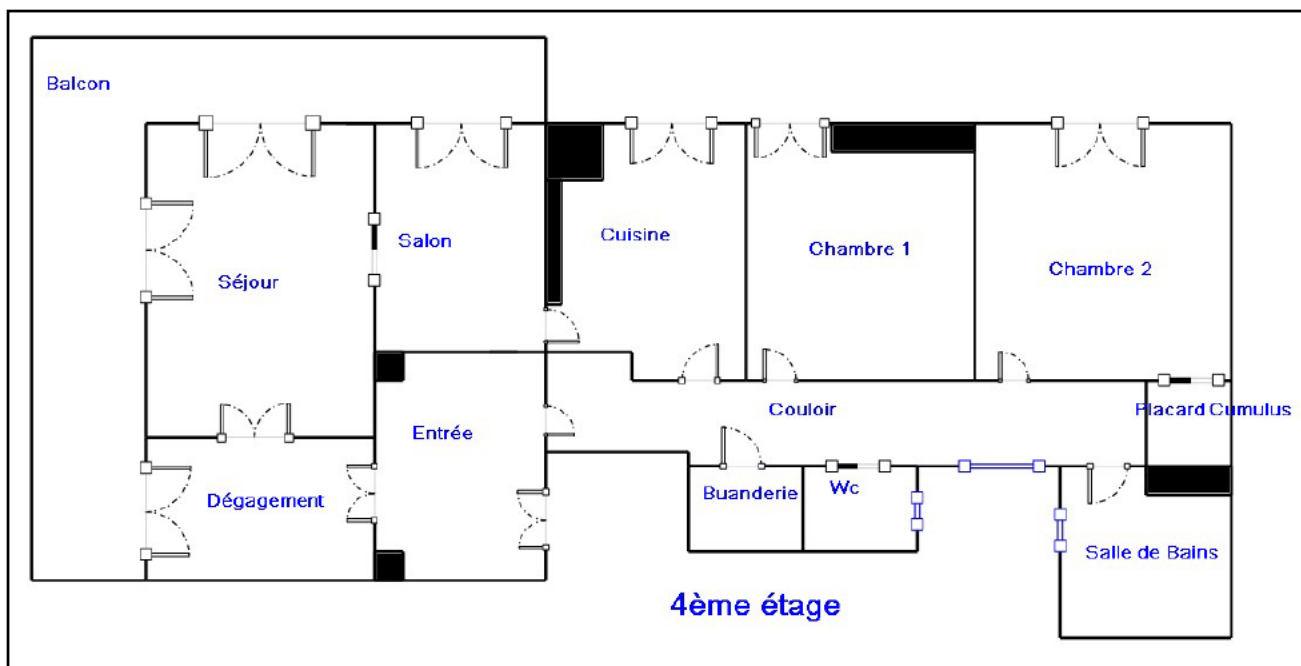 Balcon
Salon
Cuisine
Chambre 1
Chambre 2
Séjour
Couloir
Placard Cumulus
Entrée
Dégagement
Buanderie
Wc
Salle de Bains
4ème étage